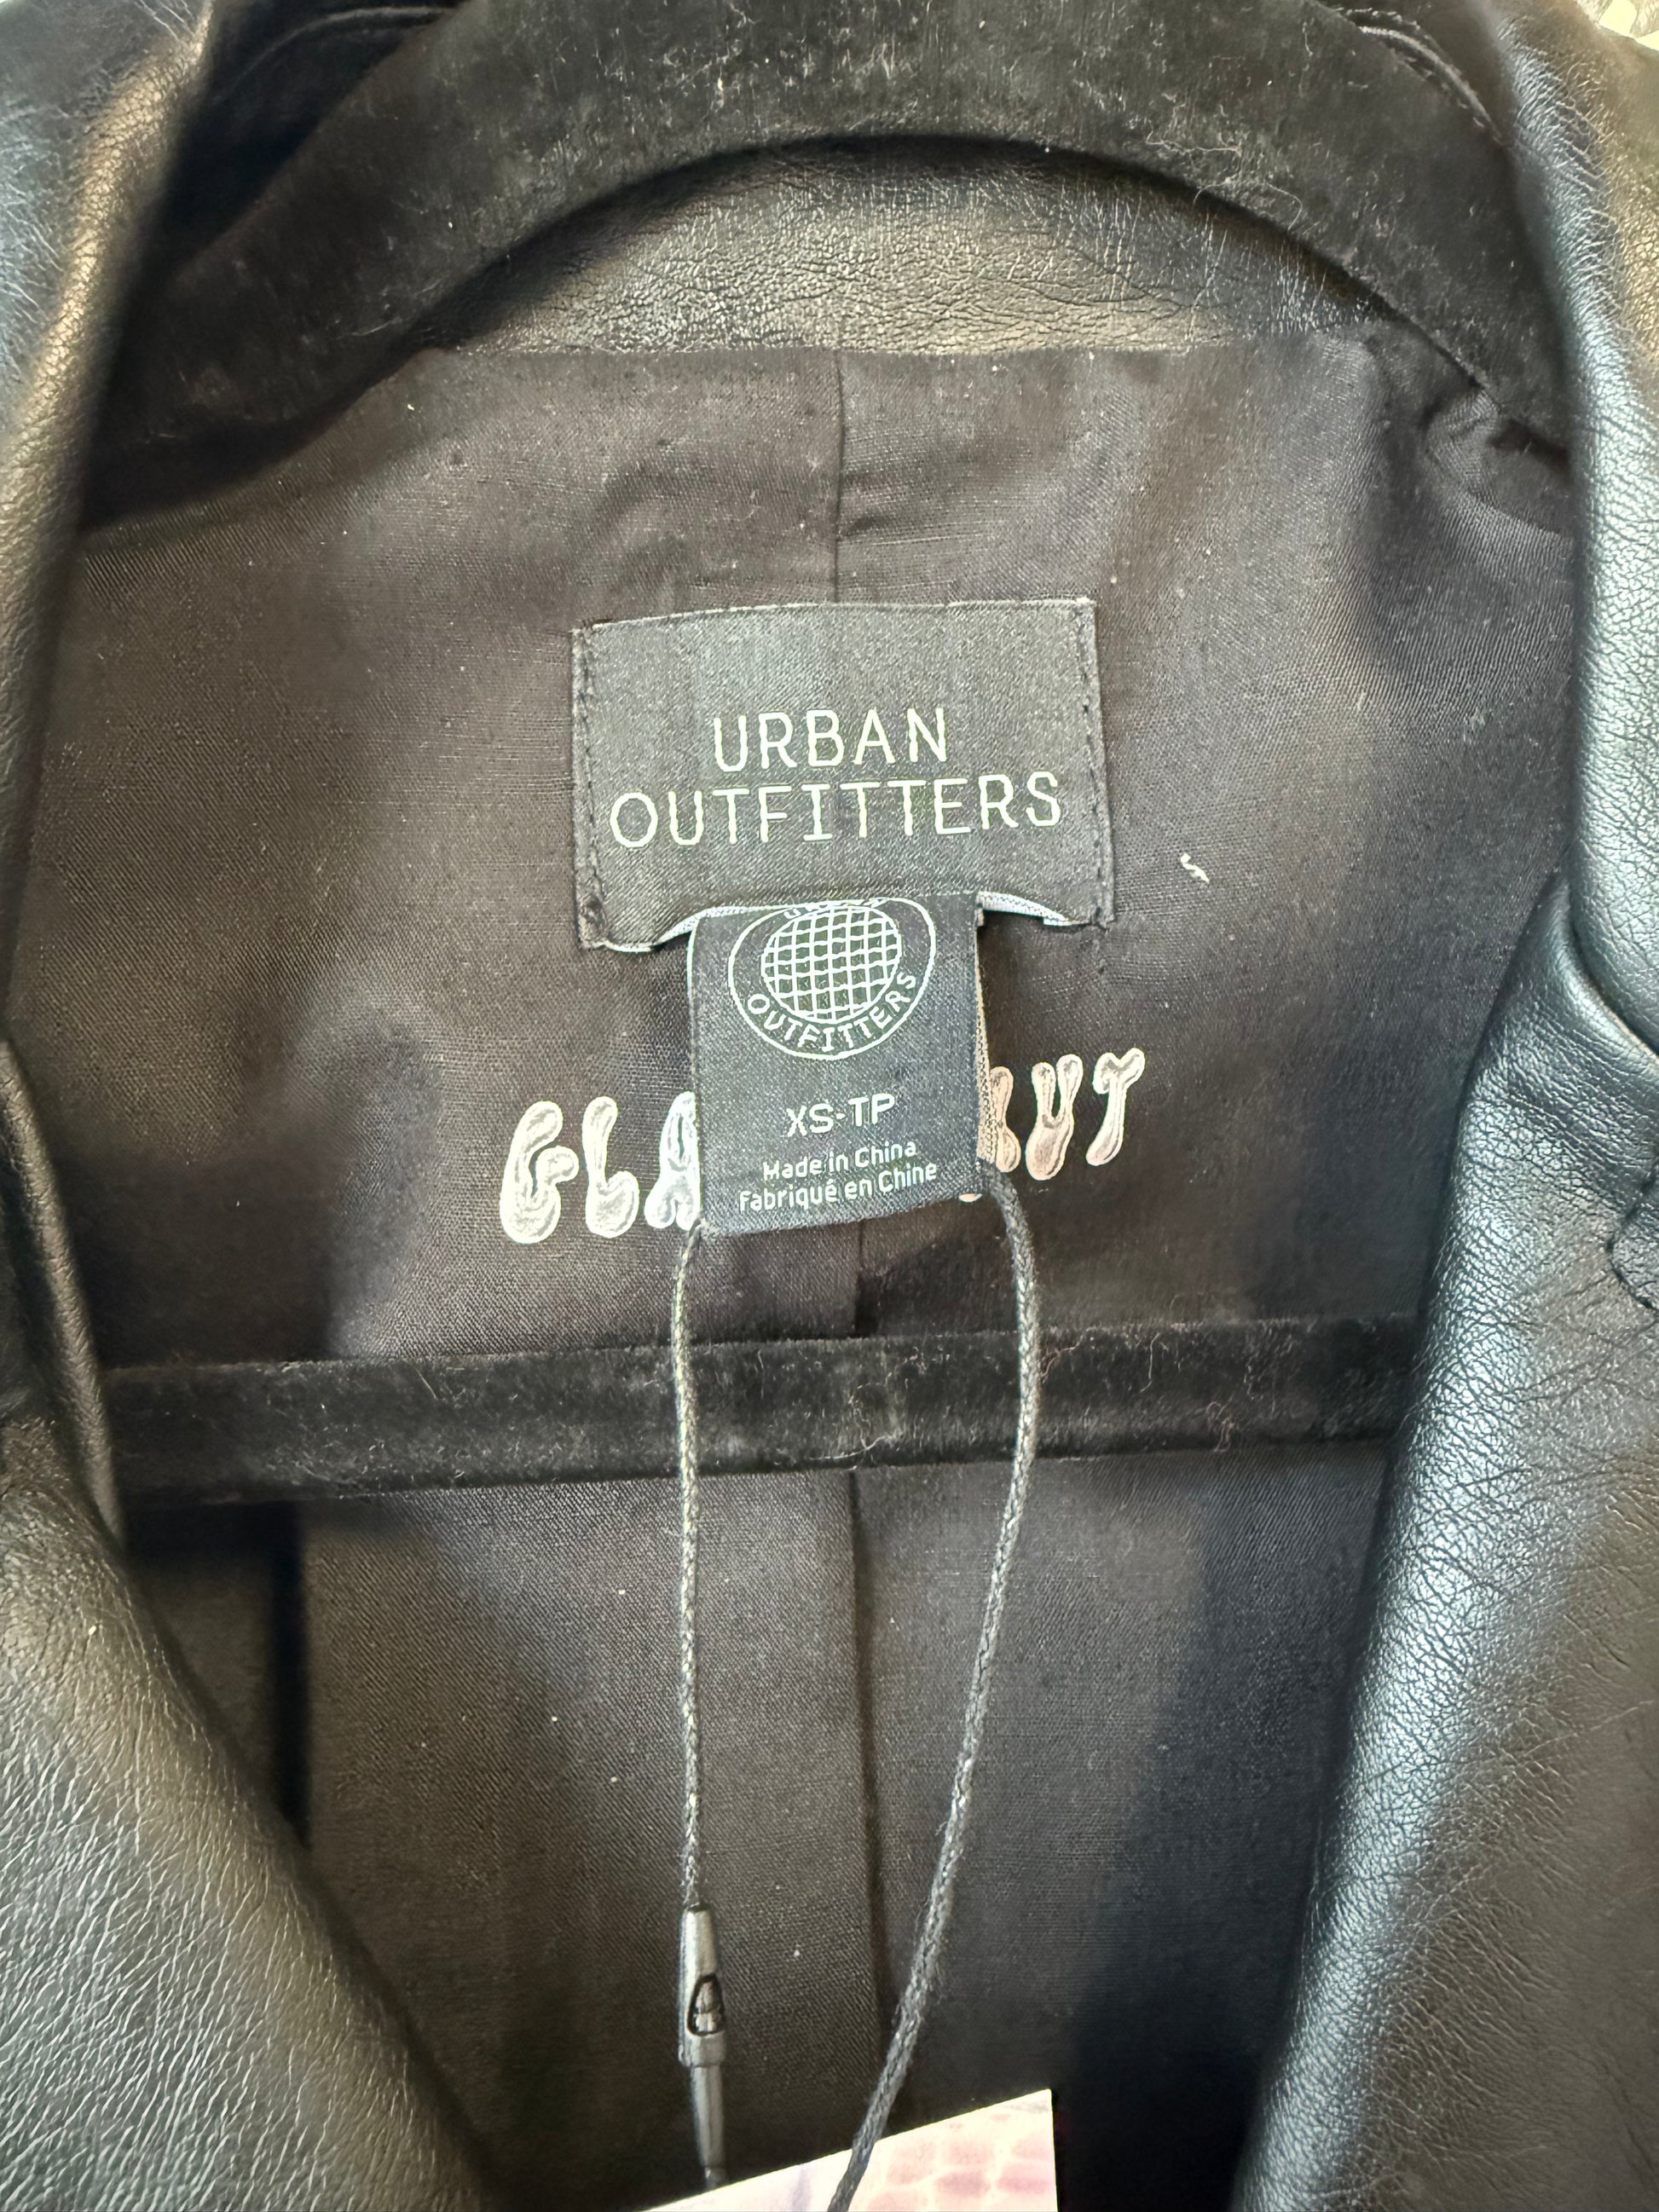 URBAN
OUTFITTERS
OUTFITTERS
XS-TP
Made in China
Fabriqué en Chine